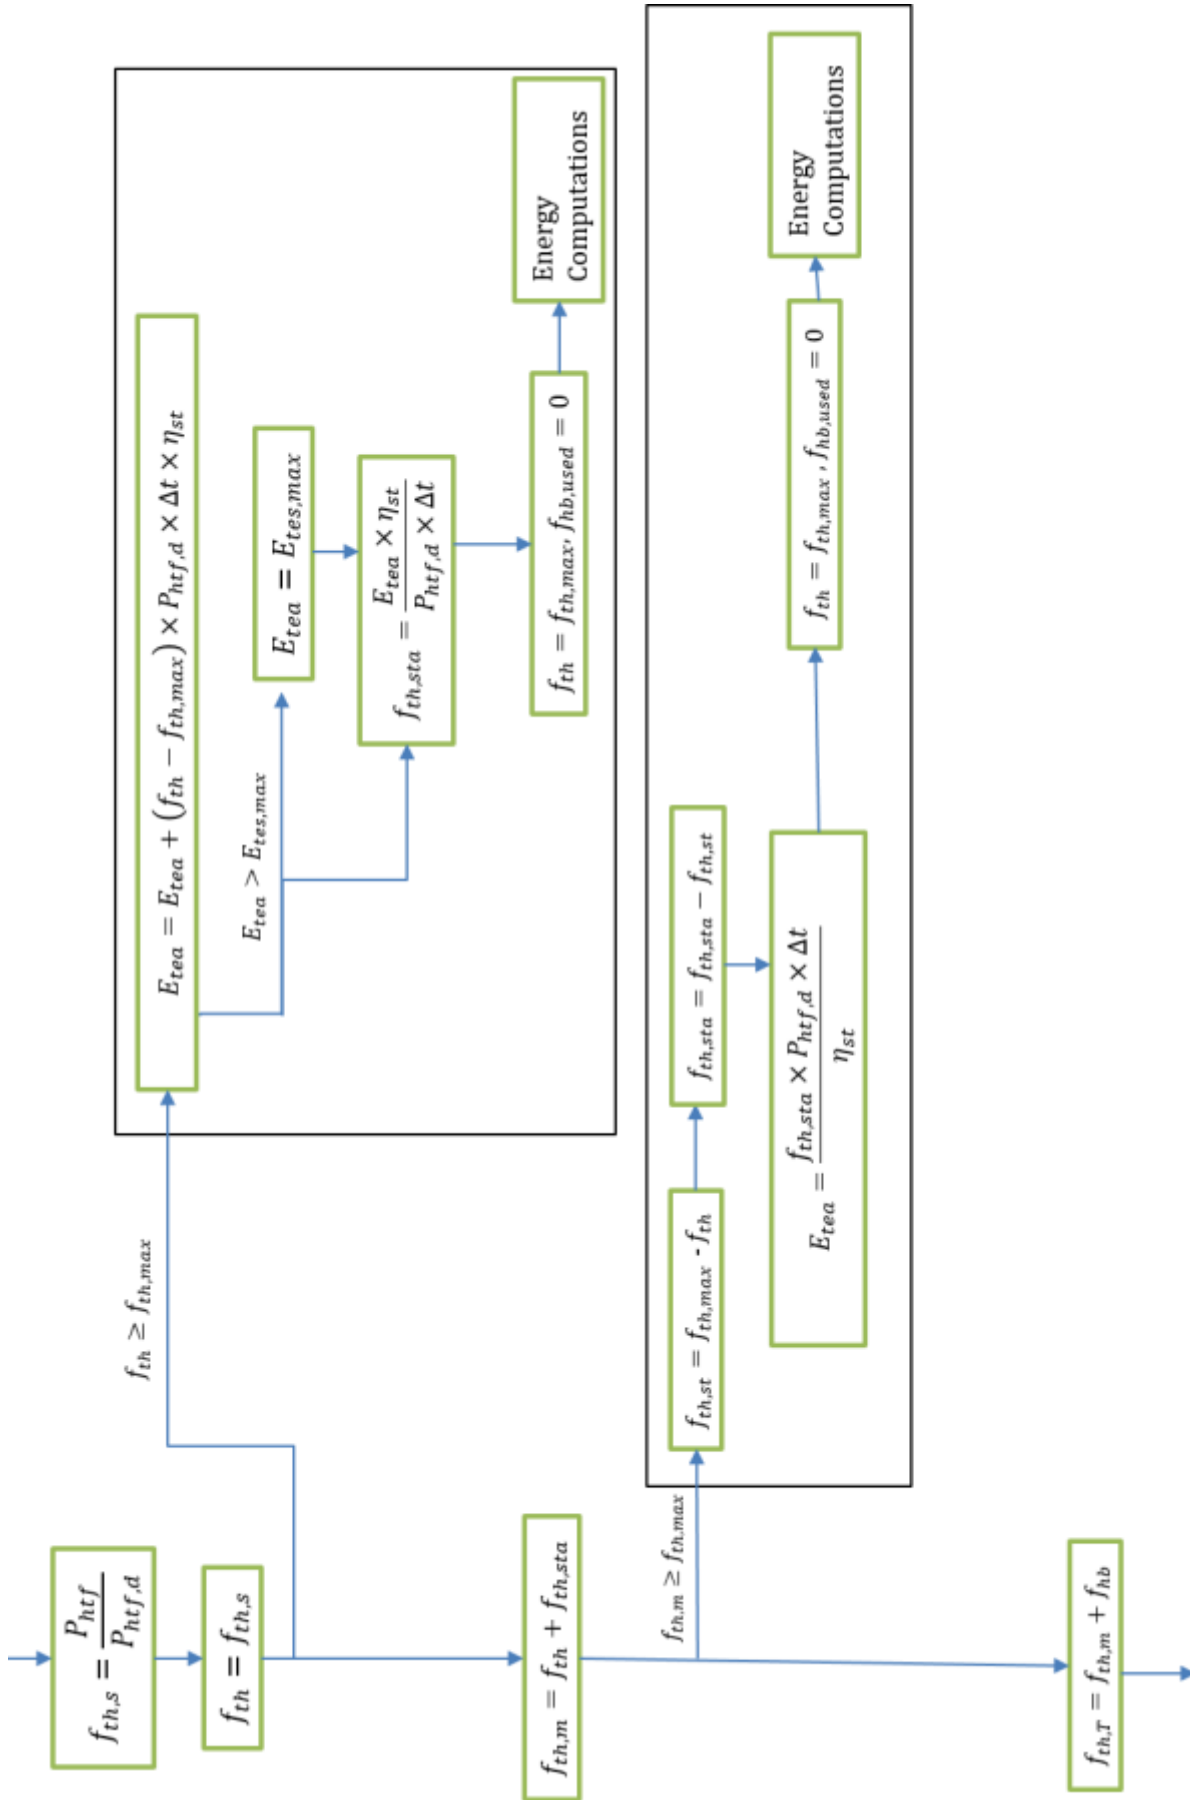 f_{th,s} = \frac{P_{htf}}{P_{htf,d}}
f_{th} = f_{th,s}
f_{th} ≥ f_{th,max}
E_{tea} = E_{tea} + (f_{th} − f_{th,max}) × P_{htf,d} × Δt × η_{st}
E_{tea} > E_{tes,max}
E_{tea} = E_{tes,max}
f_{th,sta} = \frac{E_{tea} × η_{st}}{P_{htf,d} × Δt}
f_{th} = f_{th,max}, f_{hb,used} = 0
Energy
Computations
f_{th,m} = f_{th} + f_{th,sta}
f_{th,m} ≥ f_{th,max}
f_{th,st} = f_{th,max} - f_{th}
f_{th,sta} = f_{th,sta} − f_{th,st}
E_{tea} = \frac{f_{th,sta} × P_{htf,d} × Δt}{η_{st}}
f_{th} = f_{th,max}, f_{hb,used} = 0
Energy
Computations
f_{th,T} = f_{th,m} + f_{hb}